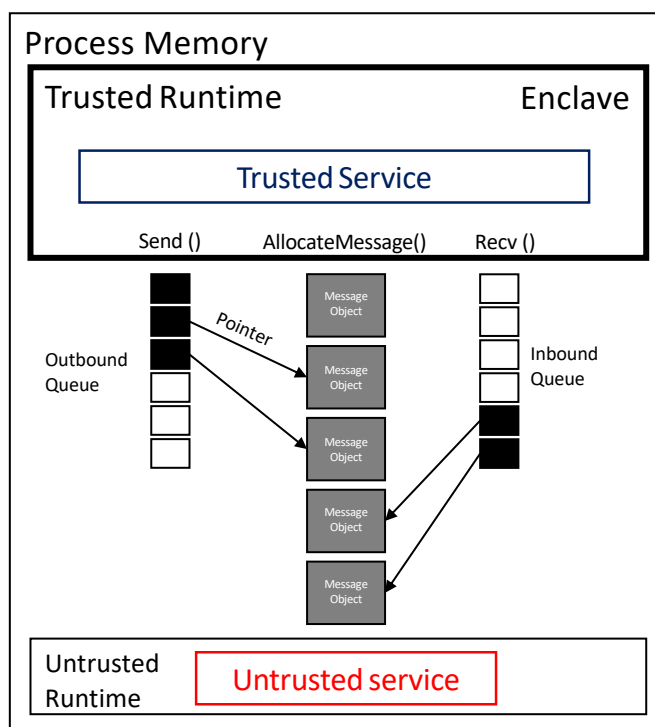 Process Memory
Trusted Runtime
Enclave
Trusted Service
Send ()
AllocateMessage()
Recv ()
Message
Object
Pointer
Message
Object
Outbound
Queue
Inbound
Queue
Message
Object
Message
Object
Message
Object
Untrusted
Runtime
Untrusted service